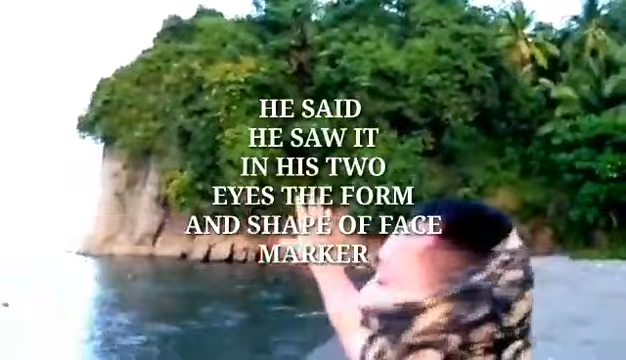 HE SAID
HE SAW IT
IN HIS TWO
EYES THE FORM
AND SHAPE OF FACE
MARKER